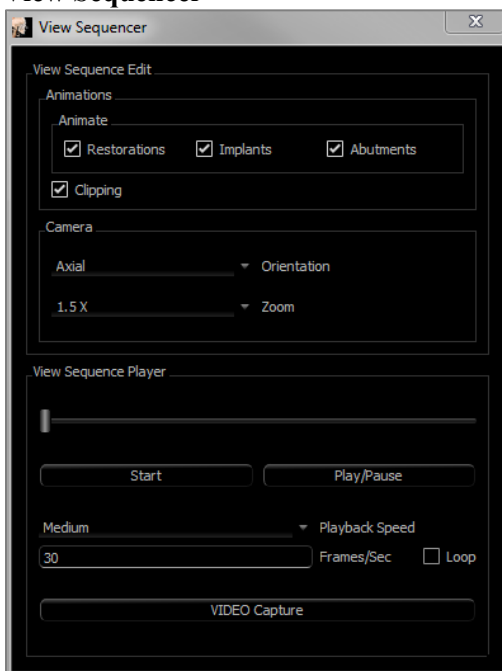 View Sequencer
View Sequencer
View Sequence Edit
Animations
Animate
Restorations Implants Abutments
Clipping
Camera
Axial Orientation
1.5 X Zoom
View Sequence Player
Start Play/Pause
Medium Playback Speed
30 Frames/Sec Loop
VIDEO Capture